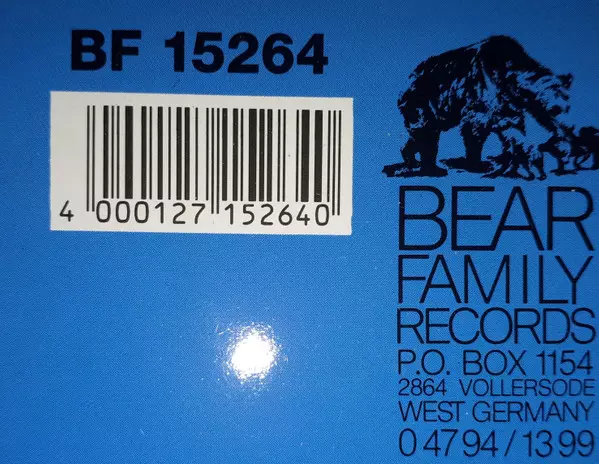 BF 15264
4 000127 152640
BEAR
FAMILY
RECORDS
P.O. BOX 1154
2864 VOLLERSODE
WEST GERMANY
0 47 94 / 13 99